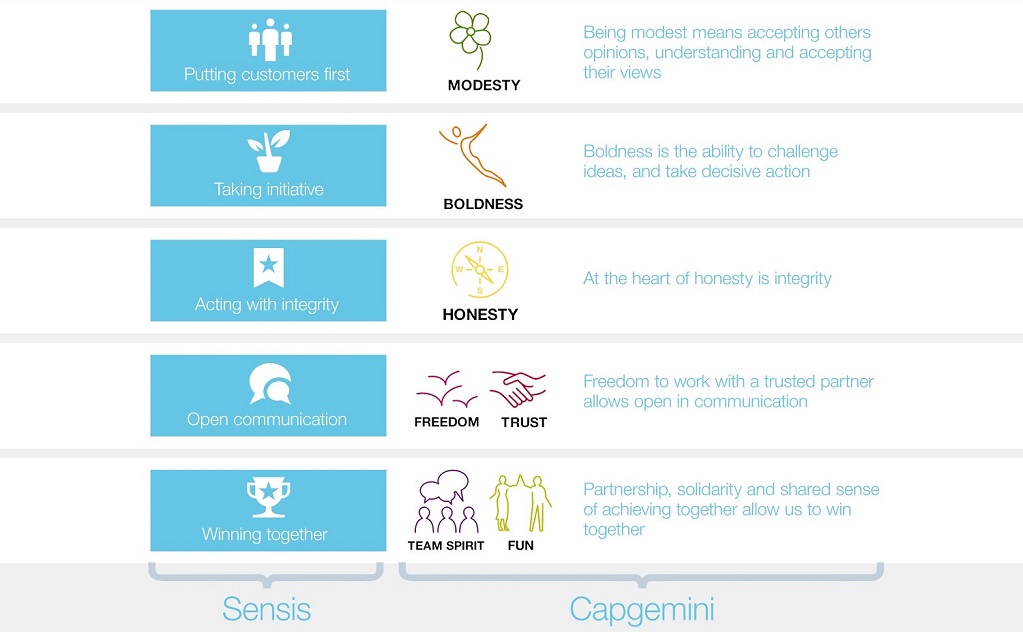 Putting customers first
MODESTY
Being modest means accepting others
opinions, understanding and accepting
their views
Taking initiative
BOLDNESS
Boldness is the ability to challenge
ideas, and take decisive action
Acting with integrity
N
W E
S
HONESTY
At the heart of honesty is integrity
Open communication
FREEDOM TRUST
Freedom to work with a trusted partner
allows open in communication
Winning together
TEAM SPIRIT FUN
Partnership, solidarity and shared sense
of achieving together allow us to win
together
Sensis
Capgemini